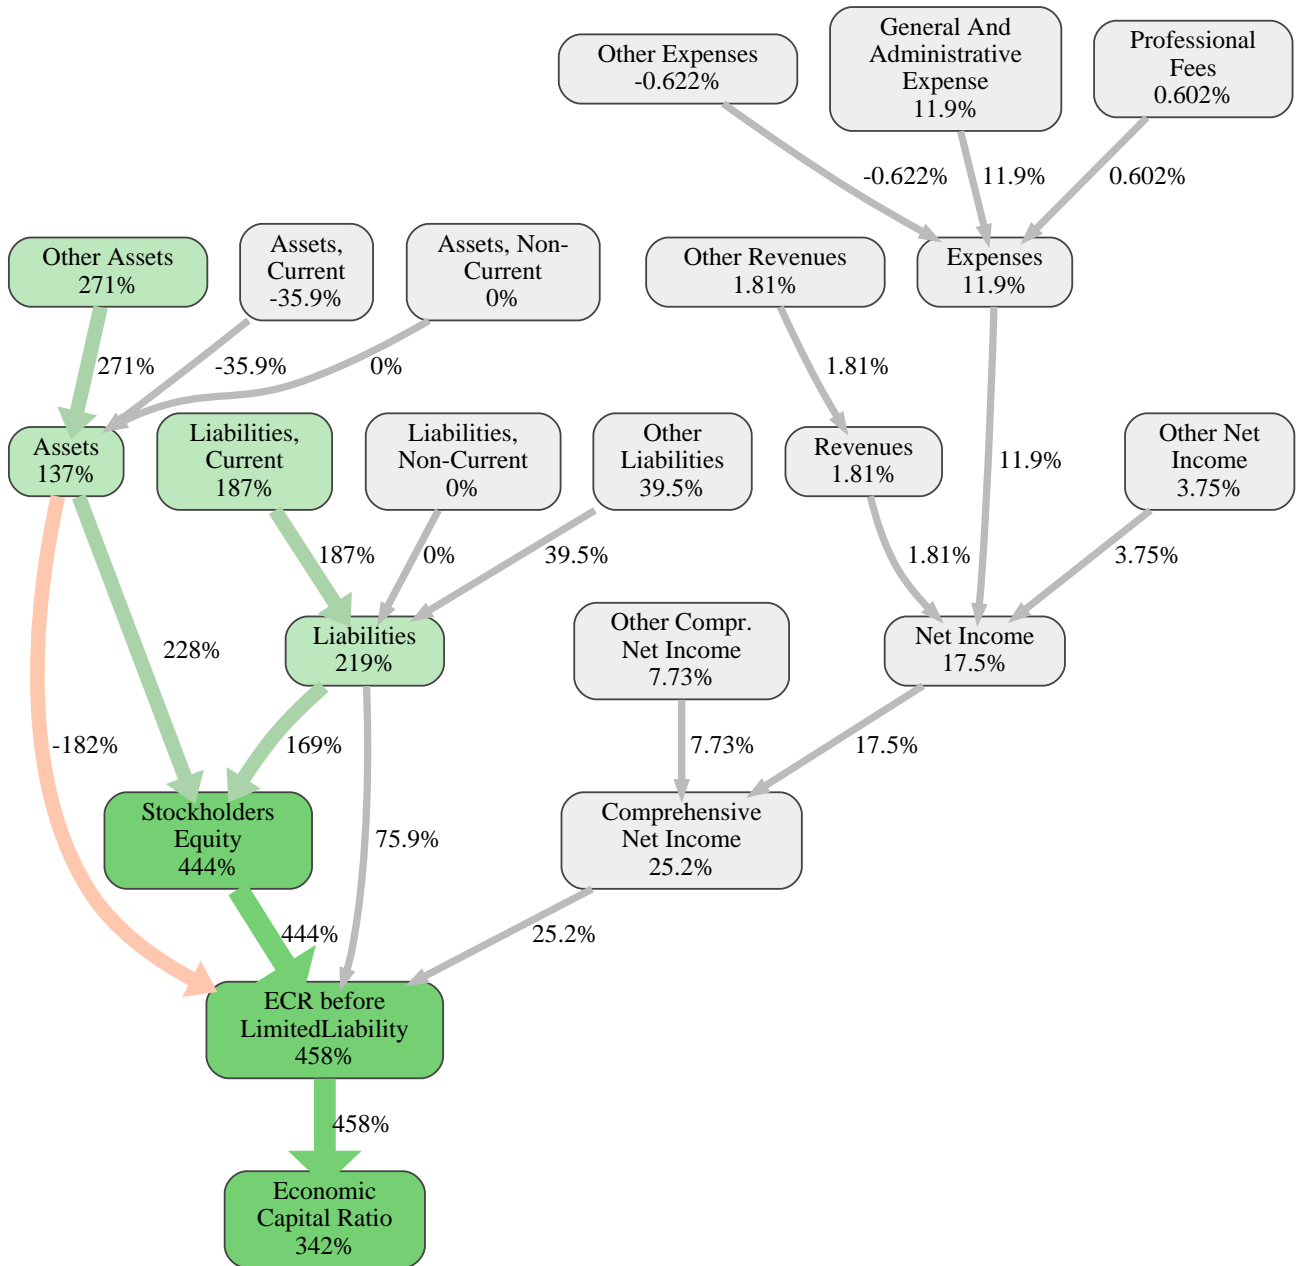 Other Expenses
-0.622%
General And
Administrative
Expense
11.9%
Professional
Fees
0.602%
-0.622%
11.9%
0.602%
Other Assets
271%
Assets,
Current
-35.9%
Assets, Non-
Current
0%
Other Revenues
1.81%
Expenses
11.9%
271%
-35.9%
0%
1.81%
Assets
137%
Liabilities,
Current
187%
Liabilities,
Non-Current
0%
Other
Liabilities
39.5%
Revenues
1.81%
11.9%
Other Net
Income
3.75%
187%
0%
39.5%
1.81%
3.75%
228%
Liabilities
219%
Other Compr.
Net Income
7.73%
Net Income
17.5%
-182%
169%
7.73%
17.5%
Stockholders
Equity
444%
75.9%
Comprehensive
Net Income
25.2%
444%
25.2%
ECR before
LimitedLiability
458%
458%
Economic
Capital Ratio
342%